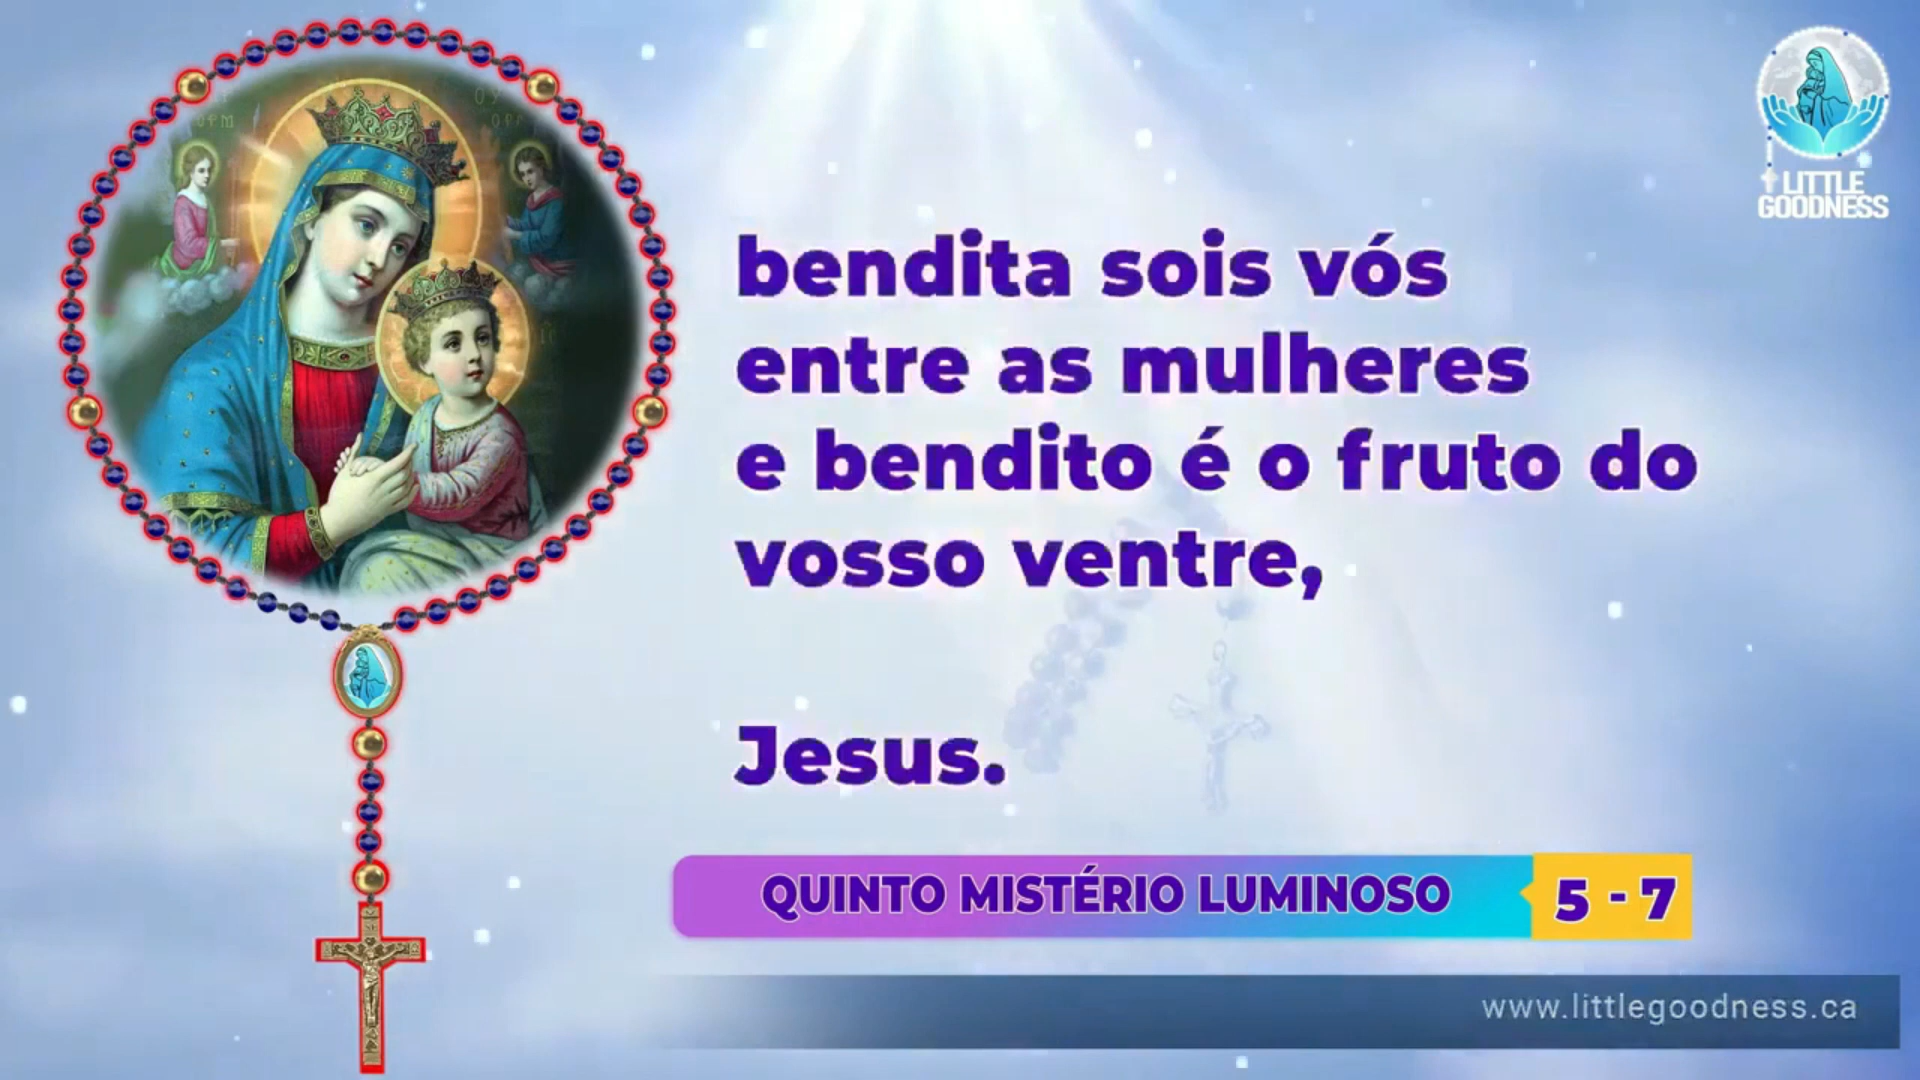 LITTLE
GOODNESS
bendita sois vós
entre as mulheres
e bendito é o fruto do
vosso ventre,
Jesus.
QUINTO MISTÉRIO LUMINOSO
5 - 7
www.littlegoodness.ca